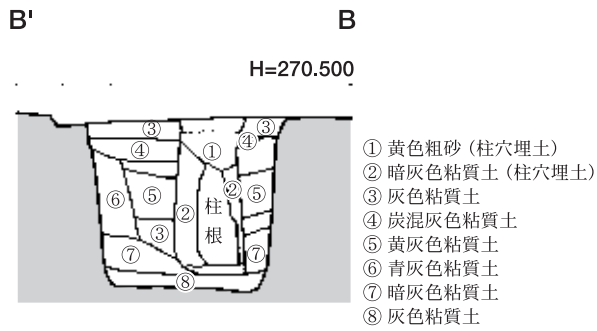 B' B
H=270.500
③ ③
④ ① ④
⑥ ⑤ ② ② ⑤
柱根
③
⑦ ⑦
⑧
① 黄色粗砂 (柱穴埋土)
② 暗灰色粘質土 (柱穴埋土)
③ 灰色粘質土
④ 炭混灰色粘質土
⑤ 黄灰色粘質土
⑥ 青灰色粘質土
⑦ 暗灰色粘質土
⑧ 灰色粘質土